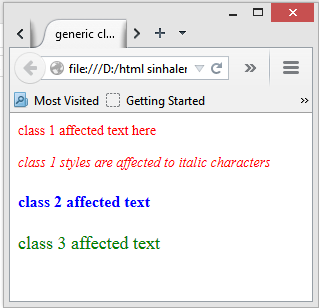 generic cl...
file:///D:/html sinhaler
Most Visited
Getting Started
class 1 affected text here
class 1 styles are affected to italic characters
class 2 affected text
class 3 affected text